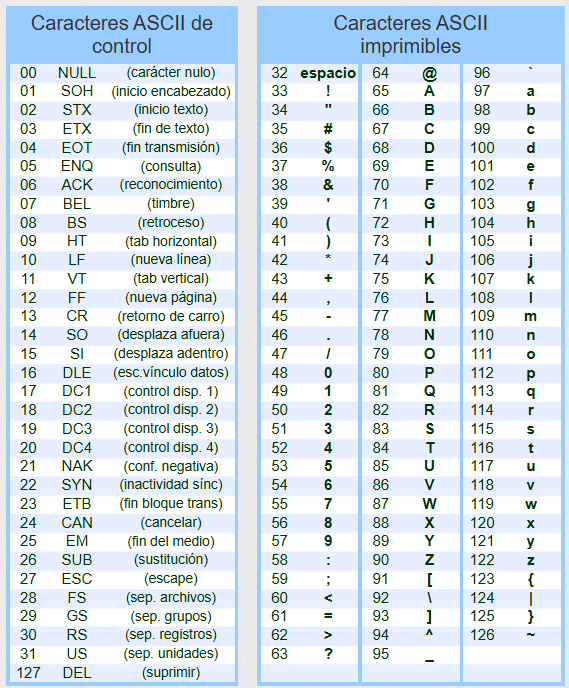 Caracteres ASCII de
control
00 NULL (carácter nulo)
01 SOH (inicio encabezado)
02 STX (inicio texto)
03 ETX (fin de texto)
04 EOT (fin transmisión)
05 ENQ (consulta)
06 ACK (reconocimiento)
07 BEL (timbre)
08 BS (retroceso)
09 HT (tab horizontal)
10 LF (nueva línea)
11 VT (tab vertical)
12 FF (nueva página)
13 CR (retorno de carro)
14 SO (desplaza afuera)
15 SI (desplaza adentro)
16 DLE (esc.vínculo datos)
17 DC1 (control disp. 1)
18 DC2 (control disp. 2)
19 DC3 (control disp. 3)
20 DC4 (control disp. 4)
21 NAK (conf. negativa)
22 SYN (inactividad sínc)
23 ETB (fin bloque trans)
24 CAN (cancelar)
25 EM (fin del medio)
26 SUB (sustitución)
27 ESC (escape)
28 FS (sep. archivos)
29 GS (sep. grupos)
30 RS (sep. registros)
31 US (sep. unidades)
127 DEL (suprimir)
Caracteres ASCII
imprimibles
32 espacio 64 @ 96 `
33 ! 65 A 97 a
34 " 66 B 98 b
35 # 67 C 99 c
36 $ 68 D 100 d
37 % 69 E 101 e
38 & 70 F 102 f
39 ' 71 G 103 g
40 ( 72 H 104 h
41 ) 73 I 105 i
42 * 74 J 106 j
43 + 75 K 107 k
44 , 76 L 108 l
45 - 77 M 109 m
46 . 78 N 110 n
47 / 79 O 111 o
48 0 80 P 112 p
49 1 81 Q 113 q
50 2 82 R 114 r
51 3 83 S 115 s
52 4 84 T 116 t
53 5 85 U 117 u
54 6 86 V 118 v
55 7 87 W 119 w
56 8 88 X 120 x
57 9 89 Y 121 y
58 : 90 Z 122 z
59 ; 91 [ 123 {
60 < 92 \ 124 |
61 = 93 ] 125 }
62 > 94 ^ 126 ~
63 ? 95 _